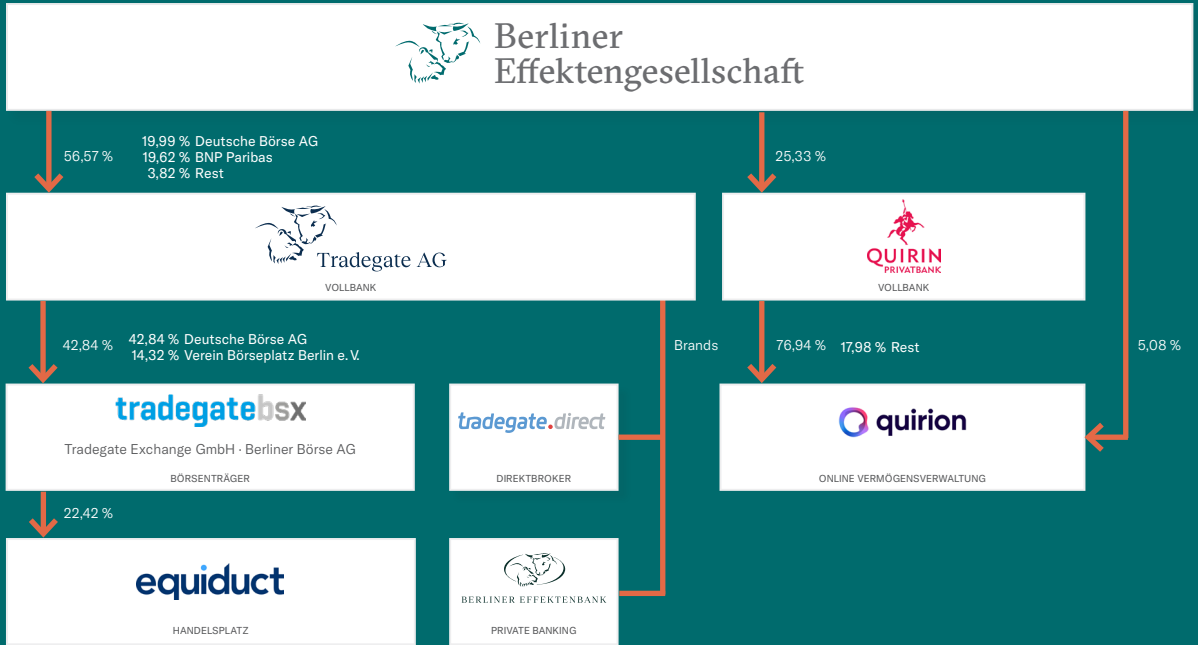 Berliner
Effektengesellschaft
56,57 %
19,99 % Deutsche Börse AG
19,62 % BNP Paribas
3,82 % Rest
25,33 %
Tradegate AG
VOLLBANK
QUIRIN
PRIVATBANK
VOLLBANK
42,84 %
42,84 % Deutsche Börse AG
14,32 % Verein Börseplatz Berlin e. V.
Brands
76,94 %
17,98 % Rest
5,08 %
tradegatebsx
Tradegate Exchange GmbH · Berliner Börse AG
BÖRSENTRÄGER
tradegate.direct
DIREKTBROKER
quirion
ONLINE VERMÖGENSVERWALTUNG
22,42 %
equiduct
HANDELSPLATZ
BERLINER EFFEKTENBANK
PRIVATE BANKING